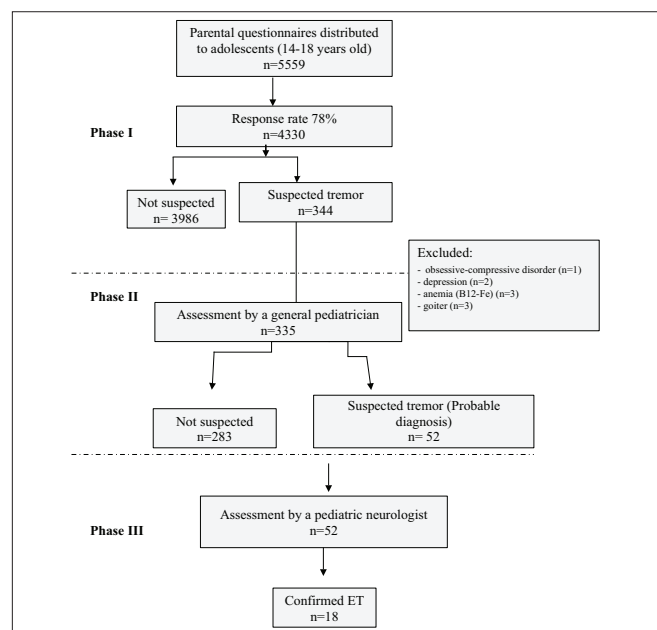 Parental questionnaires distributed
to adolescents (14-18 years old)
n=5559
Phase I
Response rate 78%
n=4330
Not suspected
n= 3986
Suspected tremor
n=344
Excluded:
- obsessive-compressive disorder (n=1)
- depression (n=2)
- anemia (B12-Fe) (n=3)
- goiter (n=3)
Phase II
Assessment by a general pediatrician
n=335
Not suspected
n=283
Suspected tremor (Probable
diagnosis)
n= 52
Assessment by a pediatric neurologist
n=52
Phase III
Confirmed ET
n=18